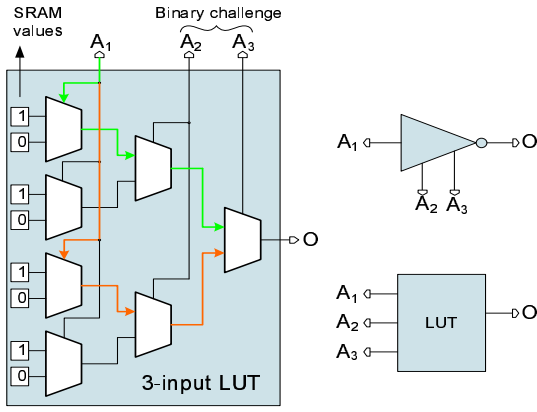 SRAM values
Binary challenge
A1 A2 A3
1
0
1
0
1
0
1
0
O
3-input LUT
A1 O
A2 A3
A1
A2
A3
LUT
O